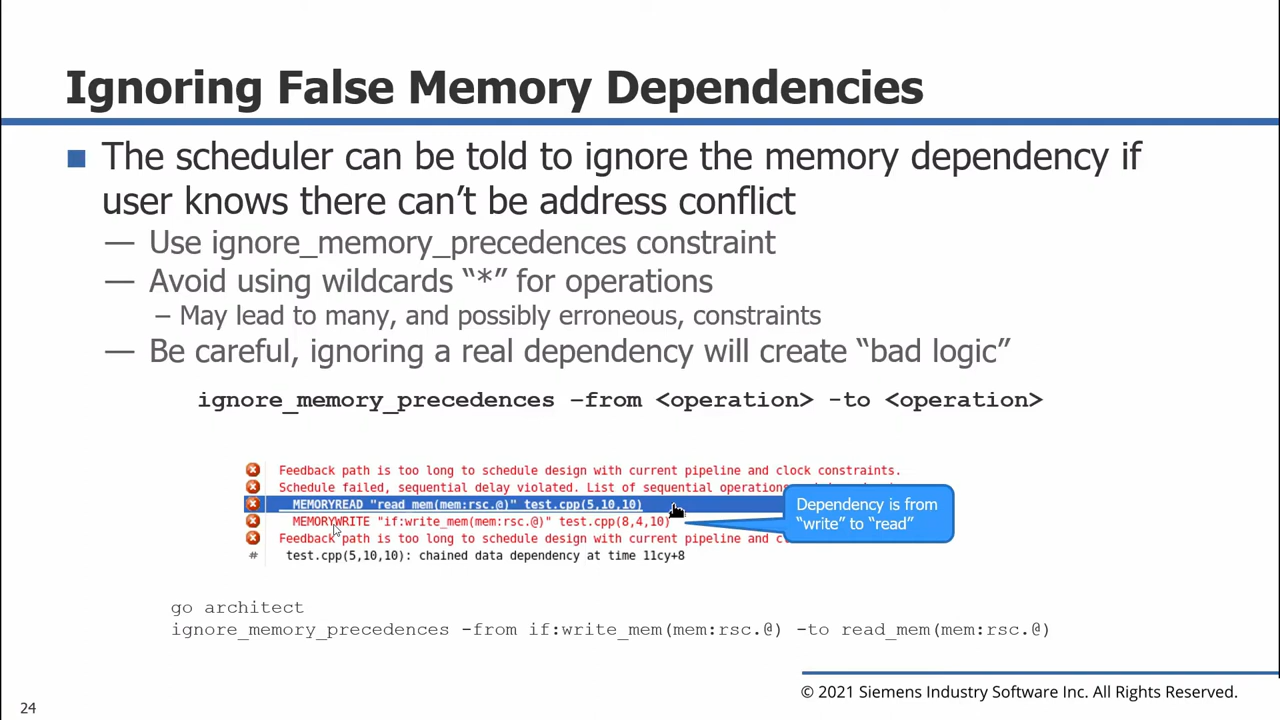 Ignoring False Memory Dependencies
The scheduler can be told to ignore the memory dependency if
user knows there can’t be address conflict
— Use ignore_memory_precedences constraint
— Avoid using wildcards “*” for operations
– May lead to many, and possibly erroneous, constraints
— Be careful, ignoring a real dependency will create “bad logic”
ignore_memory_precedences –from <operation> -to <operation>
Feedback path is too long to schedule design with current pipeline and clock constraints.
Schedule failed, sequential delay violated. List of sequential operations
MEMORYREAD "read_mem(mem:rsc.@)" test.cpp(5,10,10)
MEMORYWRITE "if:write_mem(mem:rsc.@)" test.cpp(8,4,10)
Feedback path is too long to schedule design with current pipeline and
# test.cpp(5,10,10): chained data dependency at time 11cy+8
Dependency is from
“write” to “read”
go architect
ignore_memory_precedences -from if:write_mem(mem:rsc.@) -to read_mem(mem:rsc.@)
© 2021 Siemens Industry Software Inc. All Rights Reserved.
24